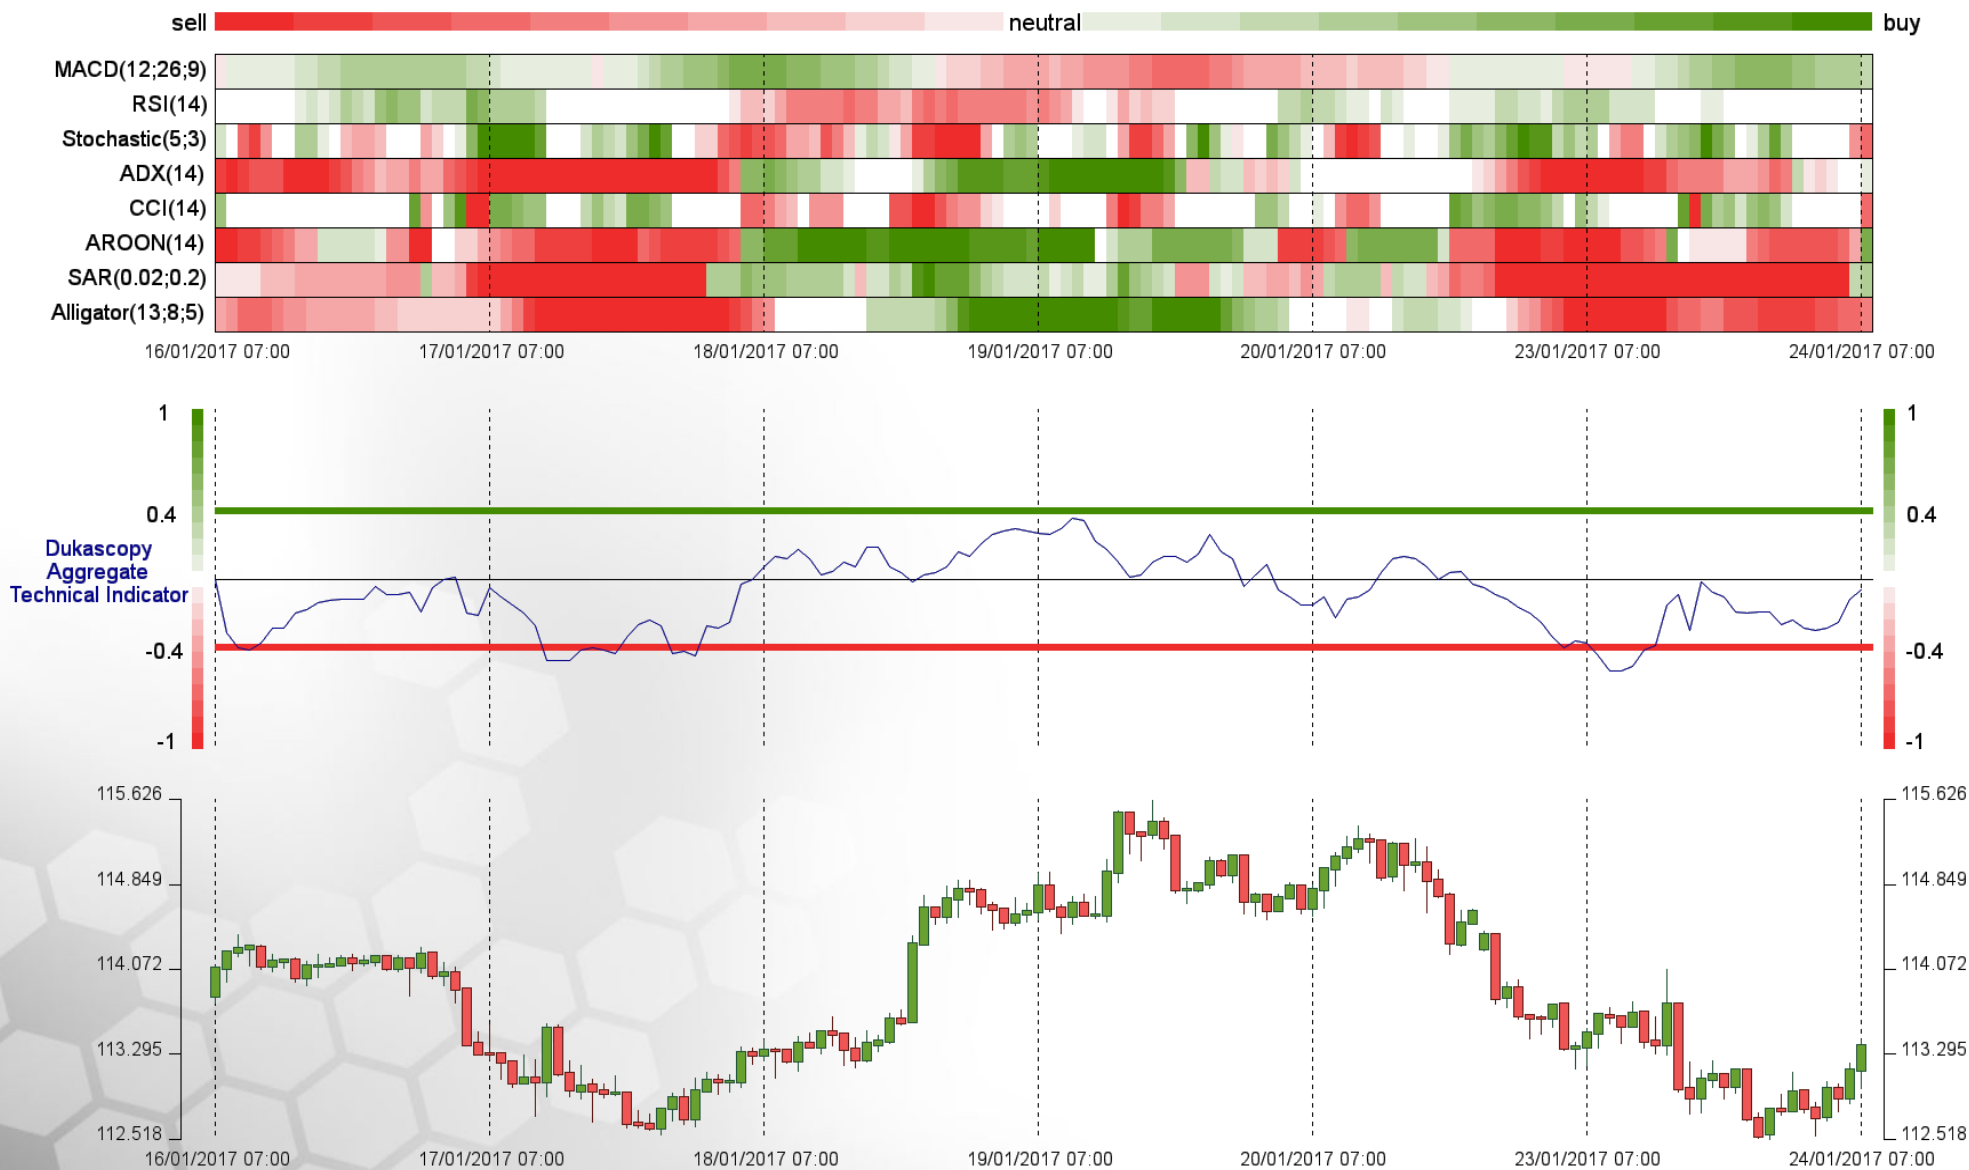 sell neutral buy
MACD(12;26;9)
RSI(14)
Stochastic(5;3)
ADX(14)
CCI(14)
AROON(14)
SAR(0.02;0.2)
Alligator(13;8;5)
16/01/2017 07:00 17/01/2017 07:00 18/01/2017 07:00 19/01/2017 07:00 20/01/2017 07:00 23/01/2017 07:00 24/01/2017 07:00
1 1
0.4 0.4
Dukascopy
Aggregate
Technical Indicator
-0.4 -0.4
-1 -1
115.626 115.626
114.849 114.849
114.072 114.072
113.295 113.295
112.518 112.518
16/01/2017 07:00 17/01/2017 07:00 18/01/2017 07:00 19/01/2017 07:00 20/01/2017 07:00 23/01/2017 07:00 24/01/2017 07:00